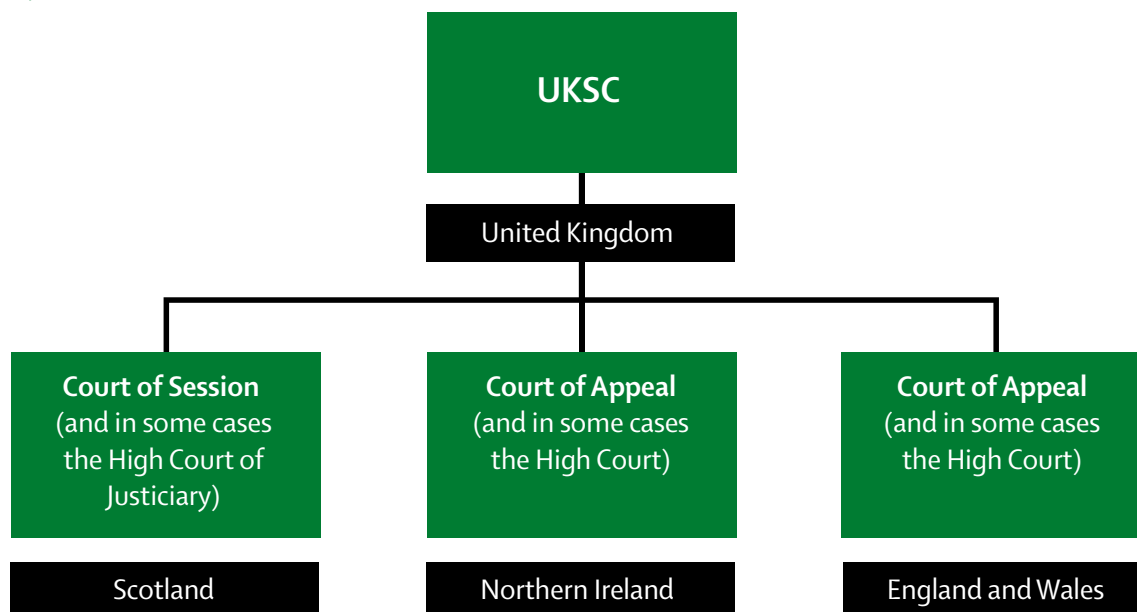 UKSC
United Kingdom
Court of Session
(and in some cases
the High Court of
Justiciary)
Scotland
Court of Appeal
(and in some cases
the High Court)
Northern Ireland
Court of Appeal
(and in some cases
the High Court)
England and Wales